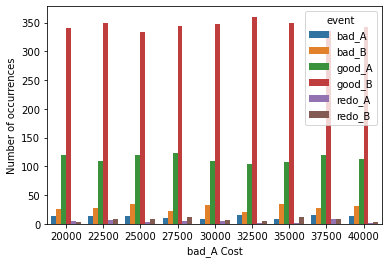 event
bad_A
bad_B
good_A
good_B
redo_A
redo_B
Number of occurrences
350
300
250
200
150
100
50
0
20000 22500 25000 27500 30000 32500 35000 37500 40000
bad_A Cost